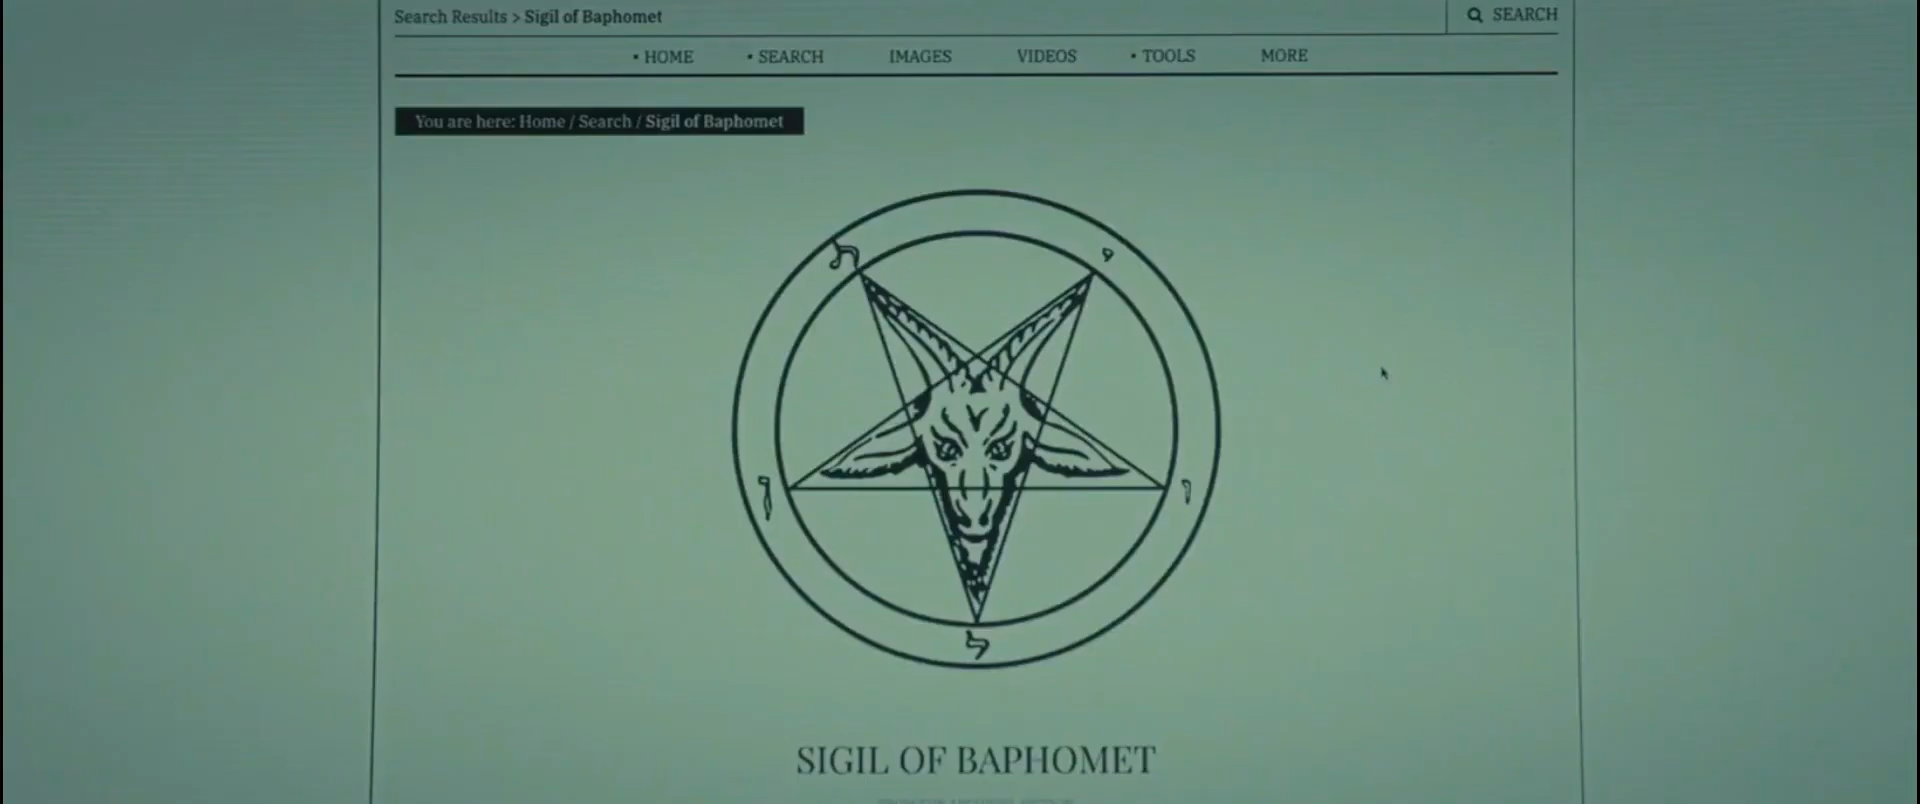 Search Results > Sigil of Baphomet
SEARCH
• HOME • SEARCH IMAGES VIDEOS • TOOLS MORE
You are here: Home / Search / Sigil of Baphomet
ת
י
ן
ו
ל
SIGIL OF BAPHOMET